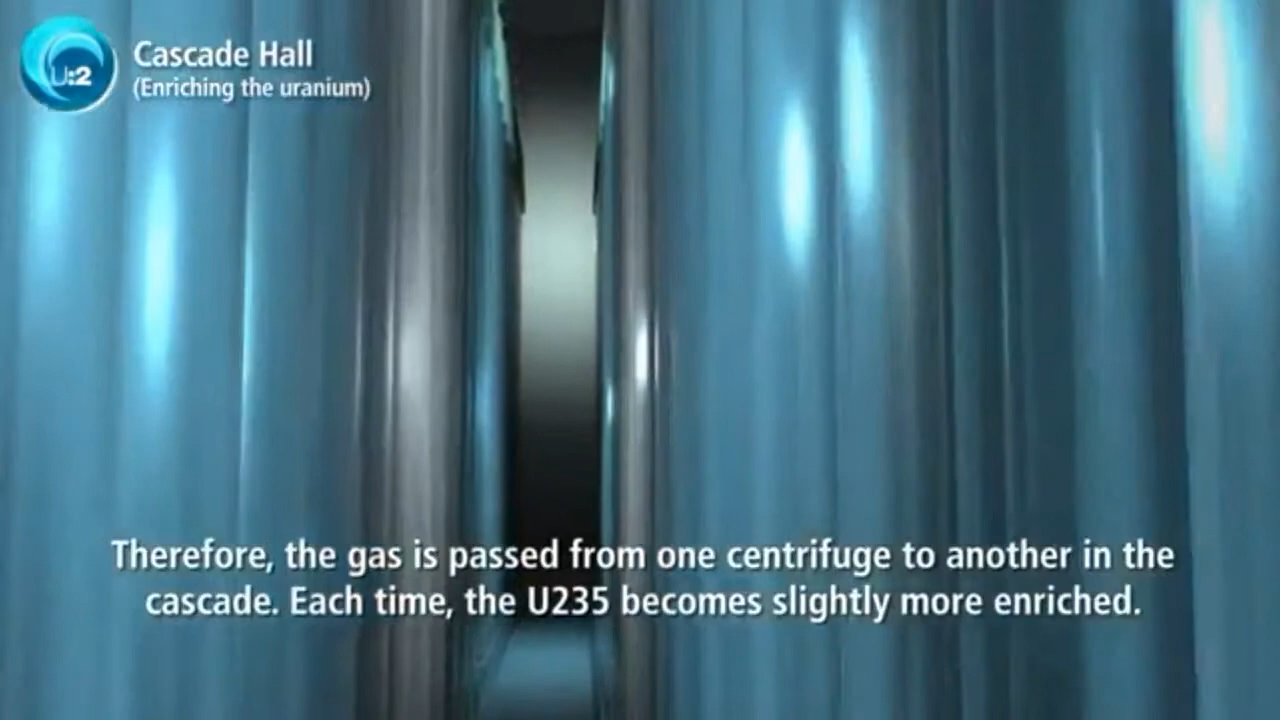 U:2
Cascade Hall
(Enriching the uranium)
Therefore, the gas is passed from one centrifuge to another in the
cascade. Each time, the U235 becomes slightly more enriched.